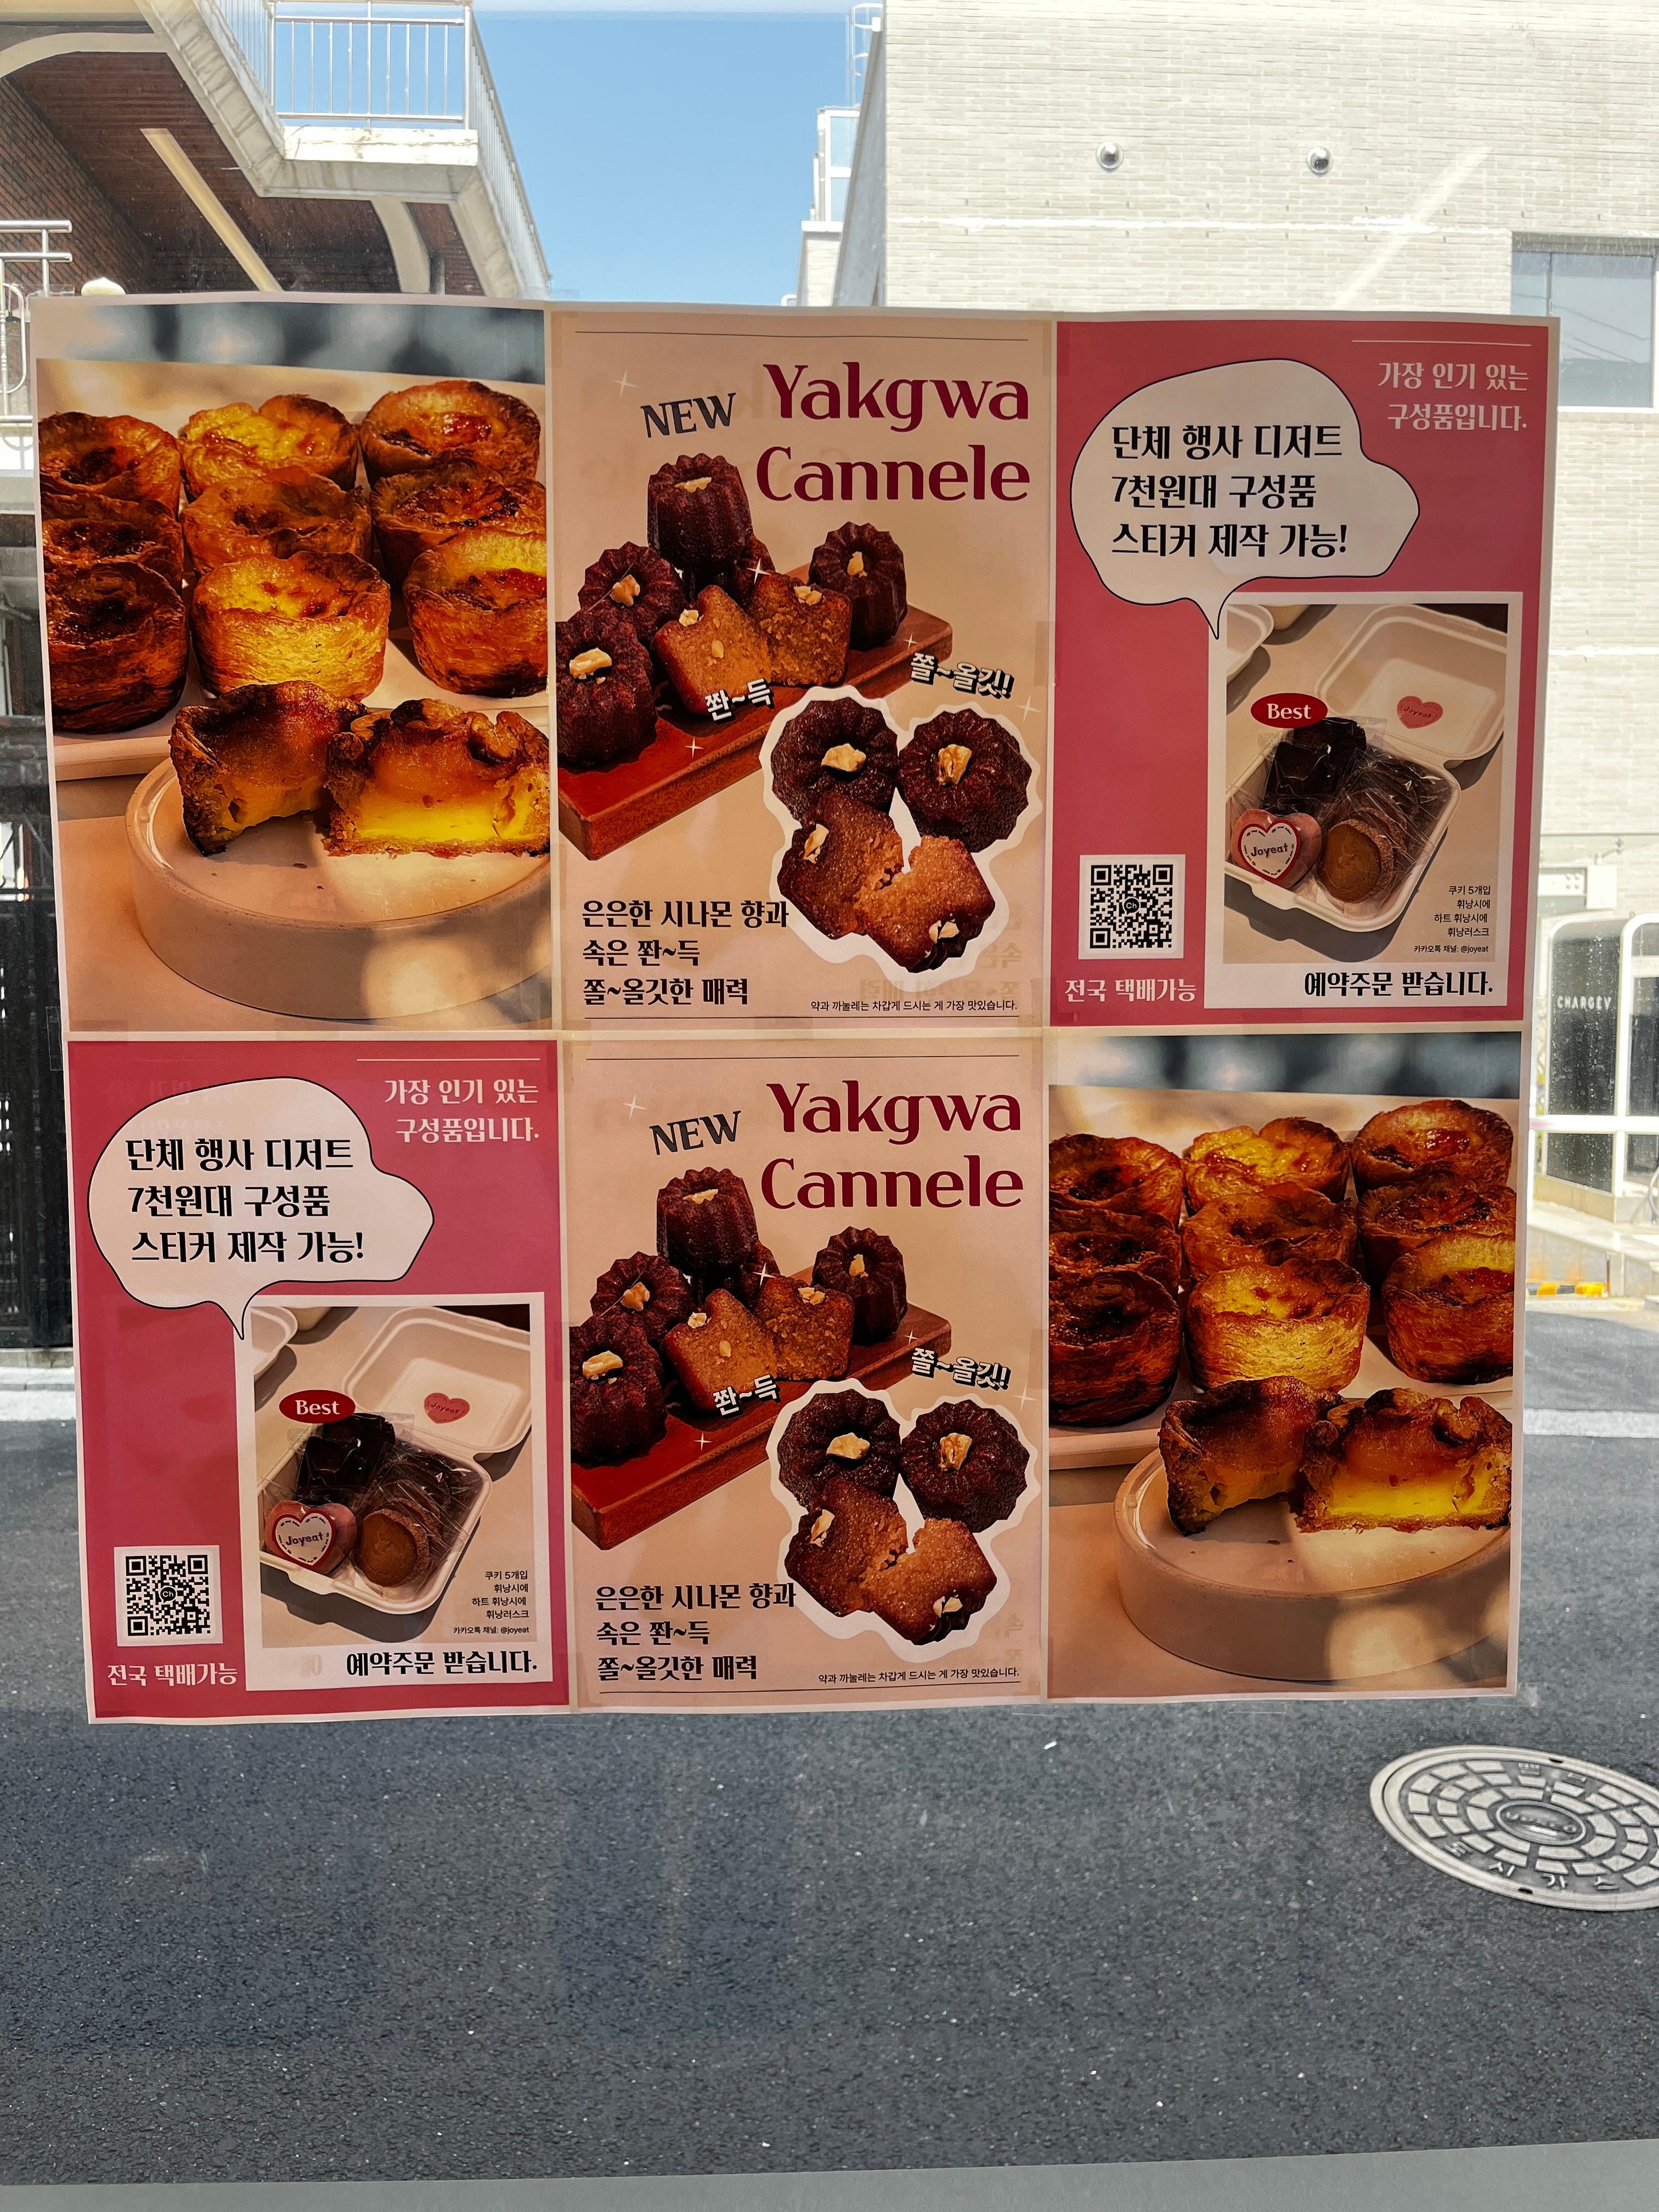 NEW
Yakgwa
Cannele
쫜~득
쫄~올깃!
은은한 시나몬 향과
속은 쫜~득
쫄~올깃한 매력
약과 까눌레는 차갑게 드시는 게 가장 맛있습니다.
가장 인기 있는
구성품입니다.
단체 행사 디저트
7천원대 구성품
스티커 제작 가능!
Best
Joyeat
Joyeat
Ch
쿠키 5개입
휘낭시에
하트 휘낭시에
휘낭러스크
카카오톡 채널: @joyeat
전국 택배가능
예약주문 받습니다.
CHARGEV
가장 인기 있는
구성품입니다.
단체 행사 디저트
7천원대 구성품
스티커 제작 가능!
Best
Joyeat
Joyeat
Ch
쿠키 5개입
휘낭시에
하트 휘낭시에
휘낭러스크
카카오톡 채널: @joyeat
전국 택배가능
예약주문 받습니다.
NEW
Yakgwa
Cannele
쫜~득
쫄~올깃!
은은한 시나몬 향과
속은 쫜~득
쫄~올깃한 매력
약과 까눌레는 차갑게 드시는 게 가장 맛있습니다.
도시가스